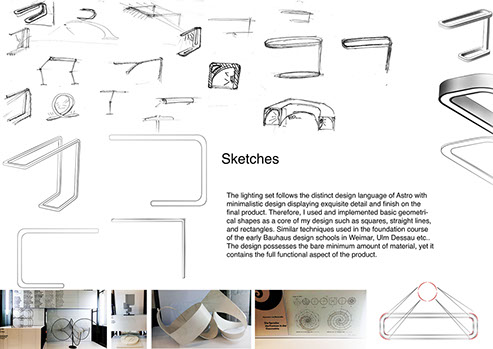 Sketches
The lighting set follows the distinct design language of Astro with
minimalistic design displaying exquisite detail and finish on the
final product. Therefore, I used and implemented basic geometri-
cal shapes as a core of my design such as squares, straight lines,
and rectangles. Similar techniques used in the foundation course
of the early Bauhaus design schools in Weimar, Ulm Dessau etc..
The design possesses the bare minimum amount of material, yet it
contains the full functional aspect of the product.